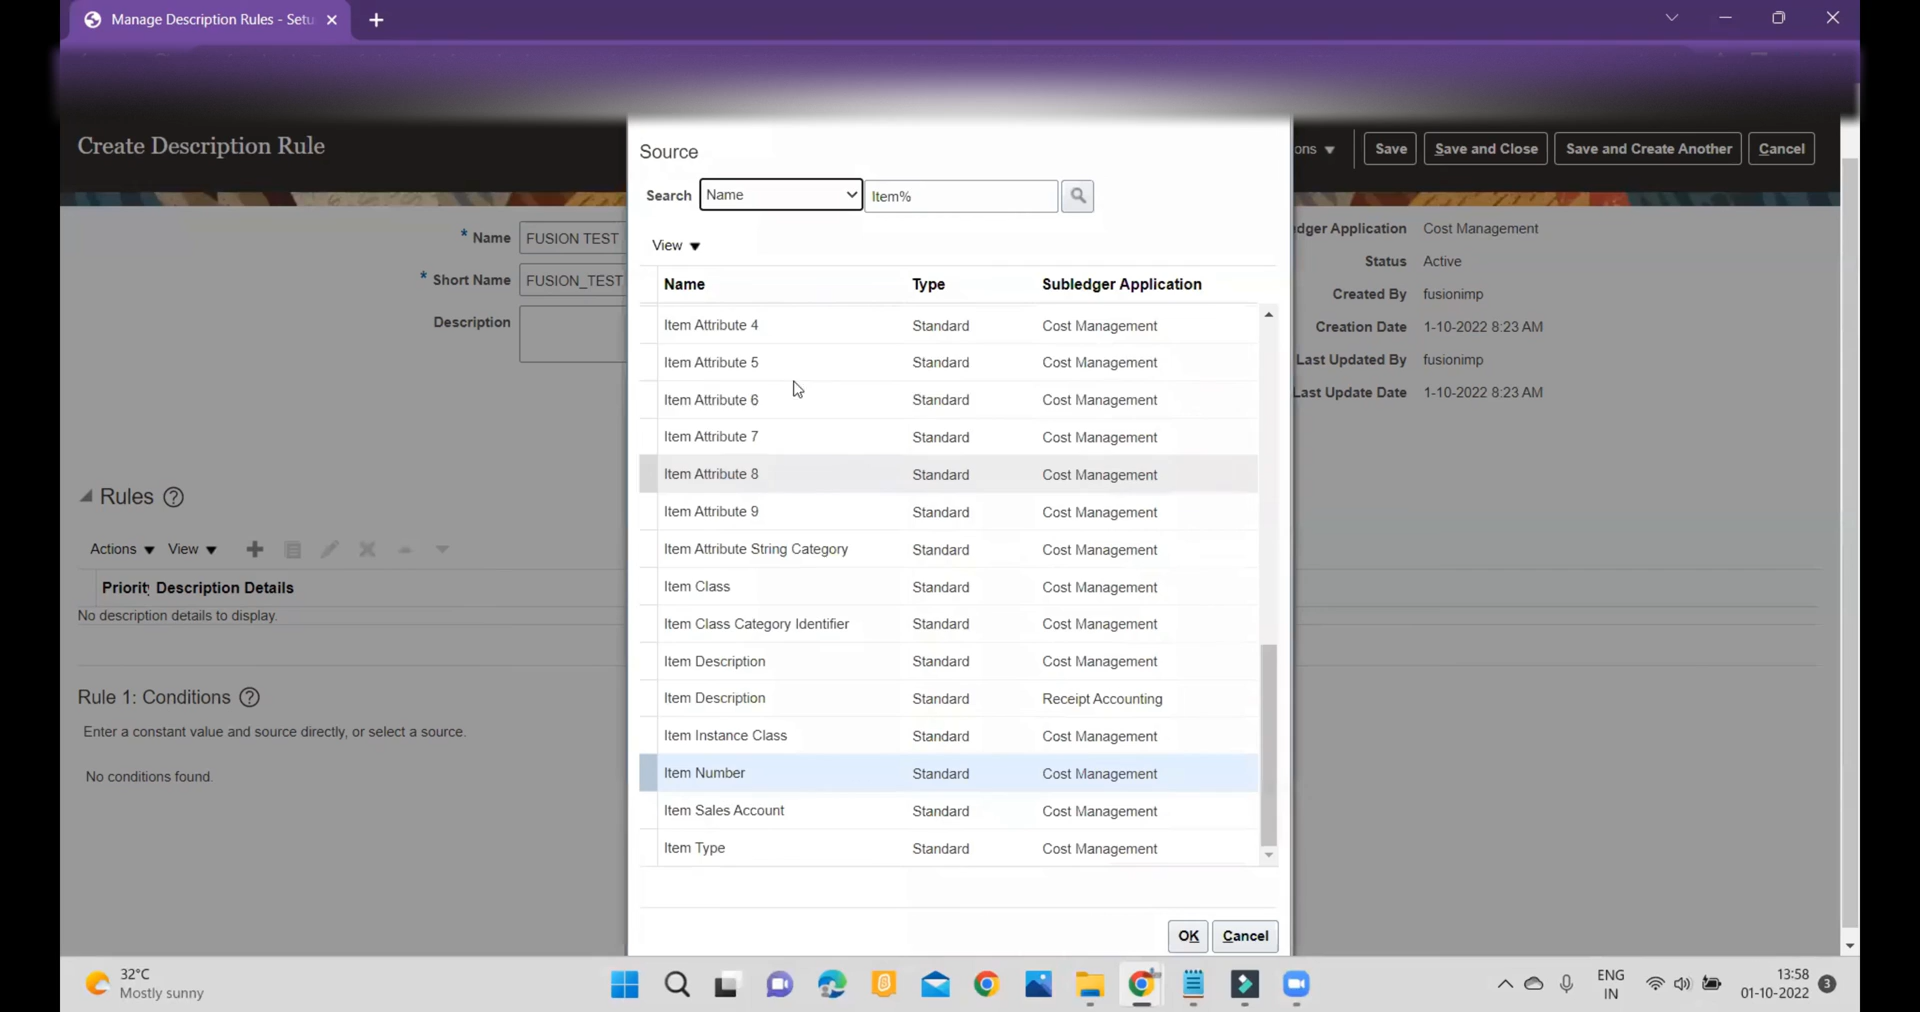 Manage Description Rules - Setu
Create Description Rule
ons
Save
Save and Close
Save and Create Another
Cancel
* Name FUSION TEST
* Short Name FUSION_TEST
Description
dger Application Cost Management
Status Active
Created By fusionimp
Creation Date 1-10-2022 8:23 AM
Last Updated By fusionimp
Last Update Date 1-10-2022 8:23 AM
Rules
Actions View
Priority Description Details
No description details to display.
Rule 1: Conditions
Enter a constant value and source directly, or select a source.
No conditions found.
Source
Search Name Item%
View
Name Type Subledger Application
Item Attribute 4 Standard Cost Management
Item Attribute 5 Standard Cost Management
Item Attribute 6 Standard Cost Management
Item Attribute 7 Standard Cost Management
Item Attribute 8 Standard Cost Management
Item Attribute 9 Standard Cost Management
Item Attribute String Category Standard Cost Management
Item Class Standard Cost Management
Item Class Category Identifier Standard Cost Management
Item Description Standard Cost Management
Item Description Standard Receipt Accounting
Item Instance Class Standard Cost Management
Item Number Standard Cost Management
Item Sales Account Standard Cost Management
Item Type Standard Cost Management
OK Cancel
32°C
Mostly sunny
ENG
IN
13:58
01-10-2022
3